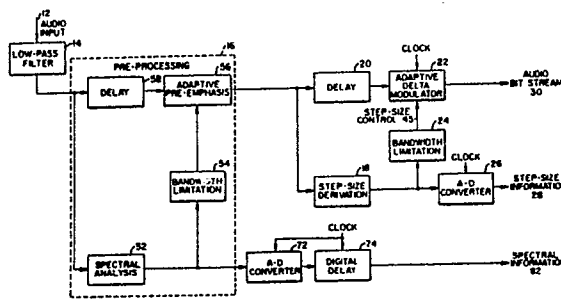 12
AUDIO
INPUT
14
LOW-PASS
FILTER
16
PRE-PROCESSING
DELAY
58
56
ADAPTIVE
PRE-EMPHASIS
54
BANDWIDTH
LIMITATION
52
SPECTRAL
ANALYSIS
20
DELAY
CLOCK
22
ADAPTIVE
DELTA
MODULATOR
AUDIO
BIT STREAM
30
STEP-SIZE
CONTROL 45
24
BANDWIDTH
LIMITATION
18
STEP-SIZE
DERIVATION
CLOCK
26
A-D
CONVERTER
STEP-SIZE
INFORMATION
28
CLOCK
72
A-D
CONVERTER
74
DIGITAL
DELAY
SPECTRAL
INFORMATION
82